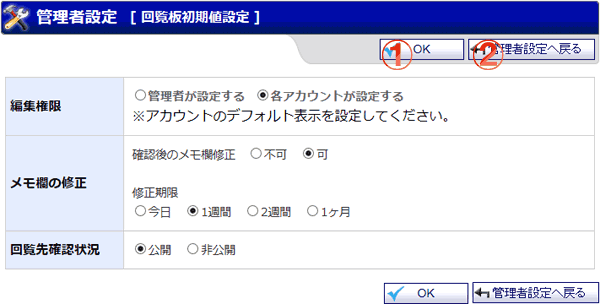 管理者設定 [ 回覧板初期値設定 ]
① OK ② 管理者設定へ戻る
編集権限 管理者が設定する 各アカウントが設定する
※アカウントのデフォルト表示を設定してください。
メモ欄の修正 確認後のメモ欄修正 不可 可
修正期限
今日 1週間 2週間 1ヶ月
回覧先確認状況 公開 非公開
OK 管理者設定へ戻る